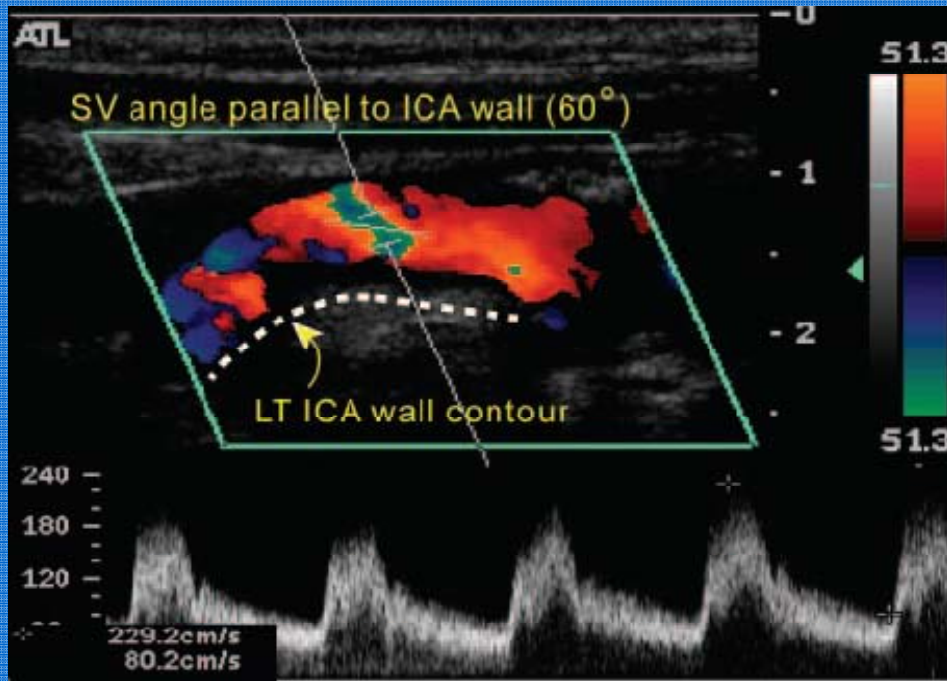 ATL
- 0
51.3
SV angle parallel to ICA wall (60°)
- 1
- 2
LT ICA wall contour
51.3
240
180
120
229.2cm/s
80.2cm/s